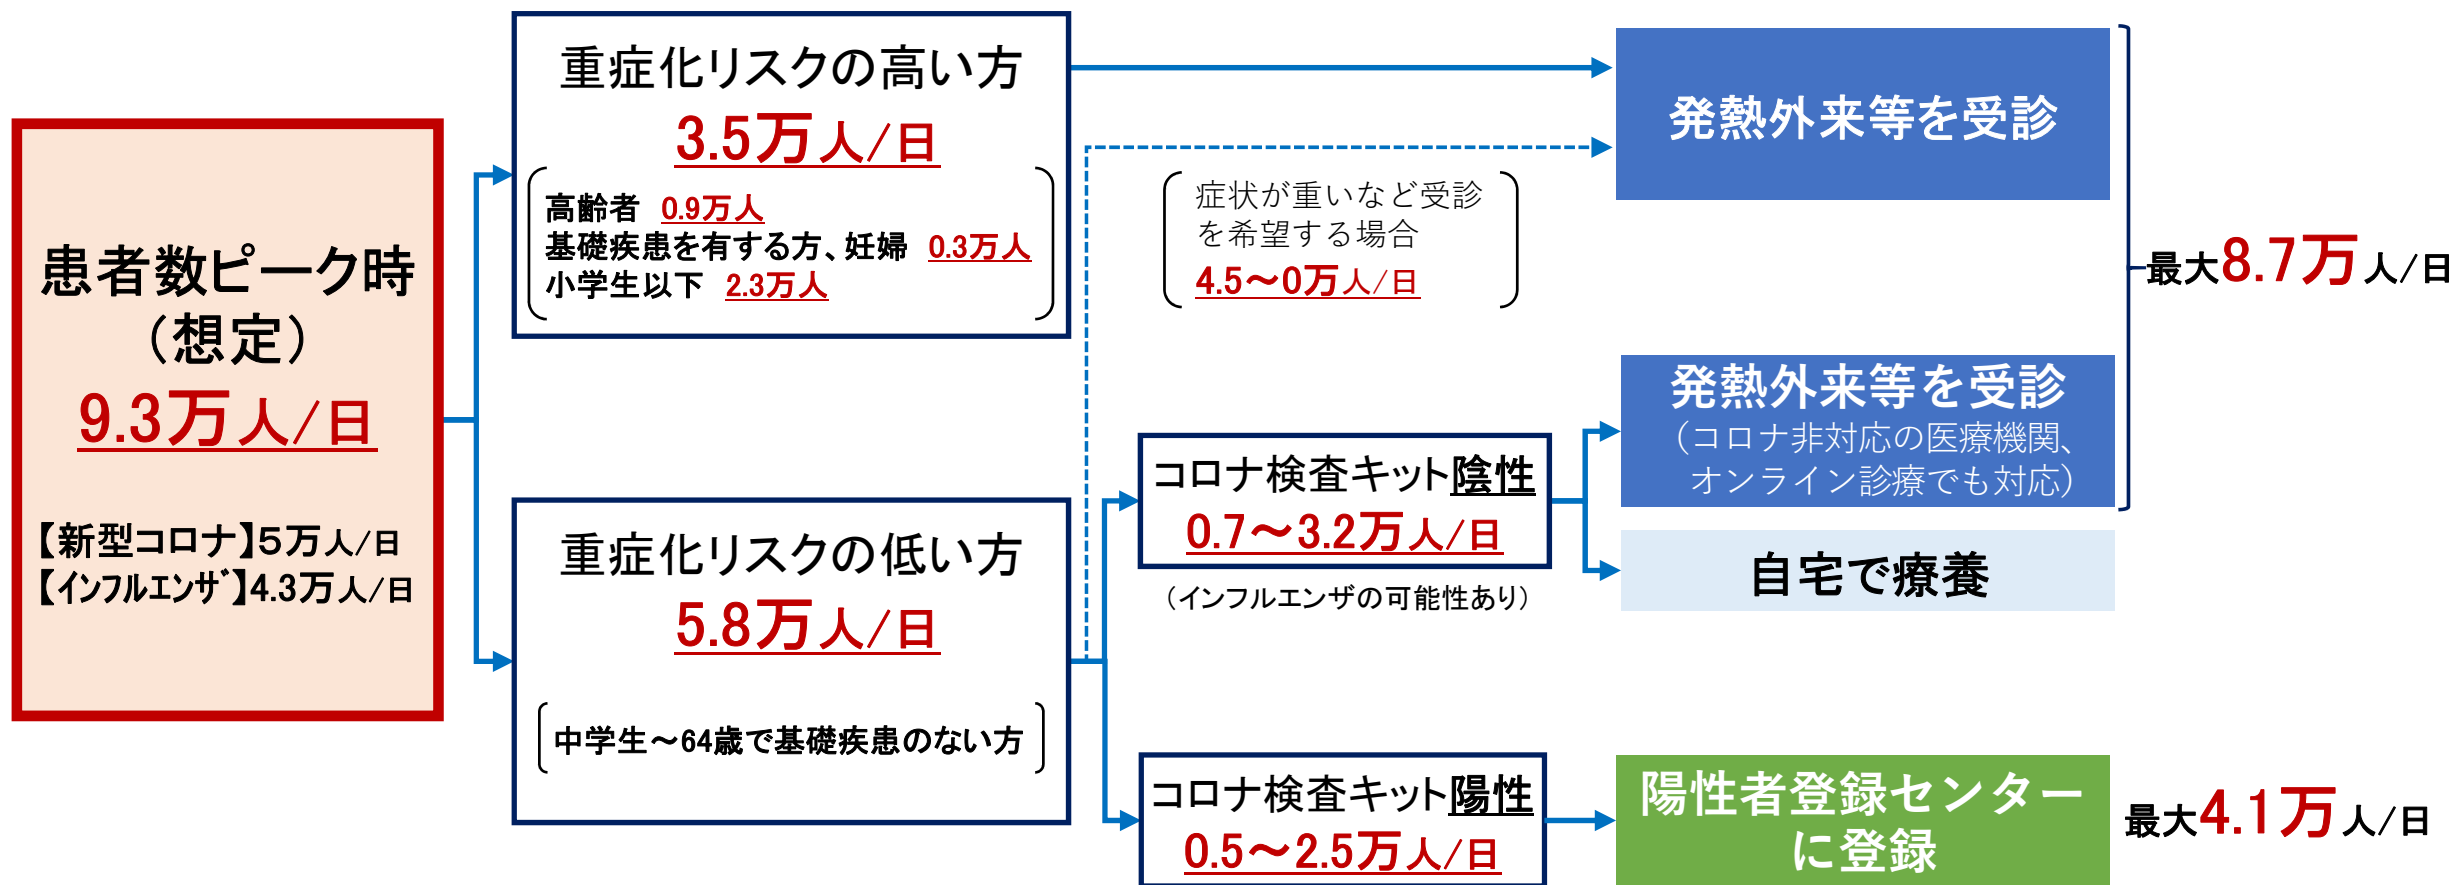 患者数ピーク時
（想定）
9.3万人/日
【新型コロナ】５万人/日
【インフルエンザ】4.3万人/日
重症化リスクの高い方
3.5万人/日
高齢者 0.9万人
基礎疾患を有する方、妊婦 0.3万人
小学生以下 2.3万人
重症化リスクの低い方
5.8万人/日
中学生～64歳で基礎疾患のない方
症状が重いなど受診
を希望する場合
4.5～0万人/日
コロナ検査キット陰性
0.7～3.2万人/日
（インフルエンザの可能性あり）
コロナ検査キット陽性
0.5～2.5万人/日
発熱外来等を受診
発熱外来等を受診
（コロナ非対応の医療機関、
オンライン診療でも対応）
自宅で療養
陽性者登録センター
に登録
最大8.7万人/日
最大4.1万人/日